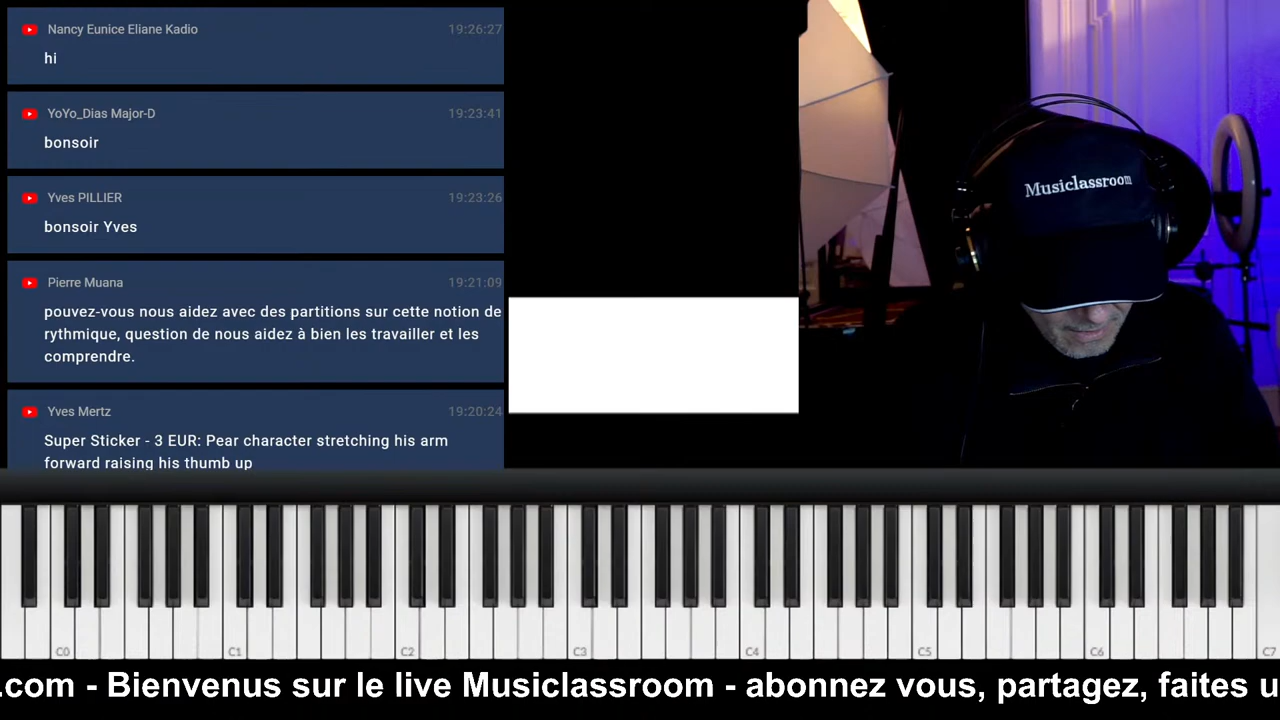 Nancy Eunice Eliane Kadio 19:26:27
hi
YoYo_Dias Major-D 19:23:41
bonsoir
Yves PILLIER 19:23:26
bonsoir Yves
Pierre Muana 19:21:09
pouvez-vous nous aidez avec des partitions sur cette notion de
rythmique, question de nous aidez à bien les travailler et les
comprendre.
Yves Mertz 19:20:24
Super Sticker - 3 EUR: Pear character stretching his arm
forward raising his thumb up
Musiclassroom
C0 C1 C2 C3 C4 C5 C6 C7
.com - Bienvenus sur le live Musiclassroom - abonnez vous, partagez, faites u